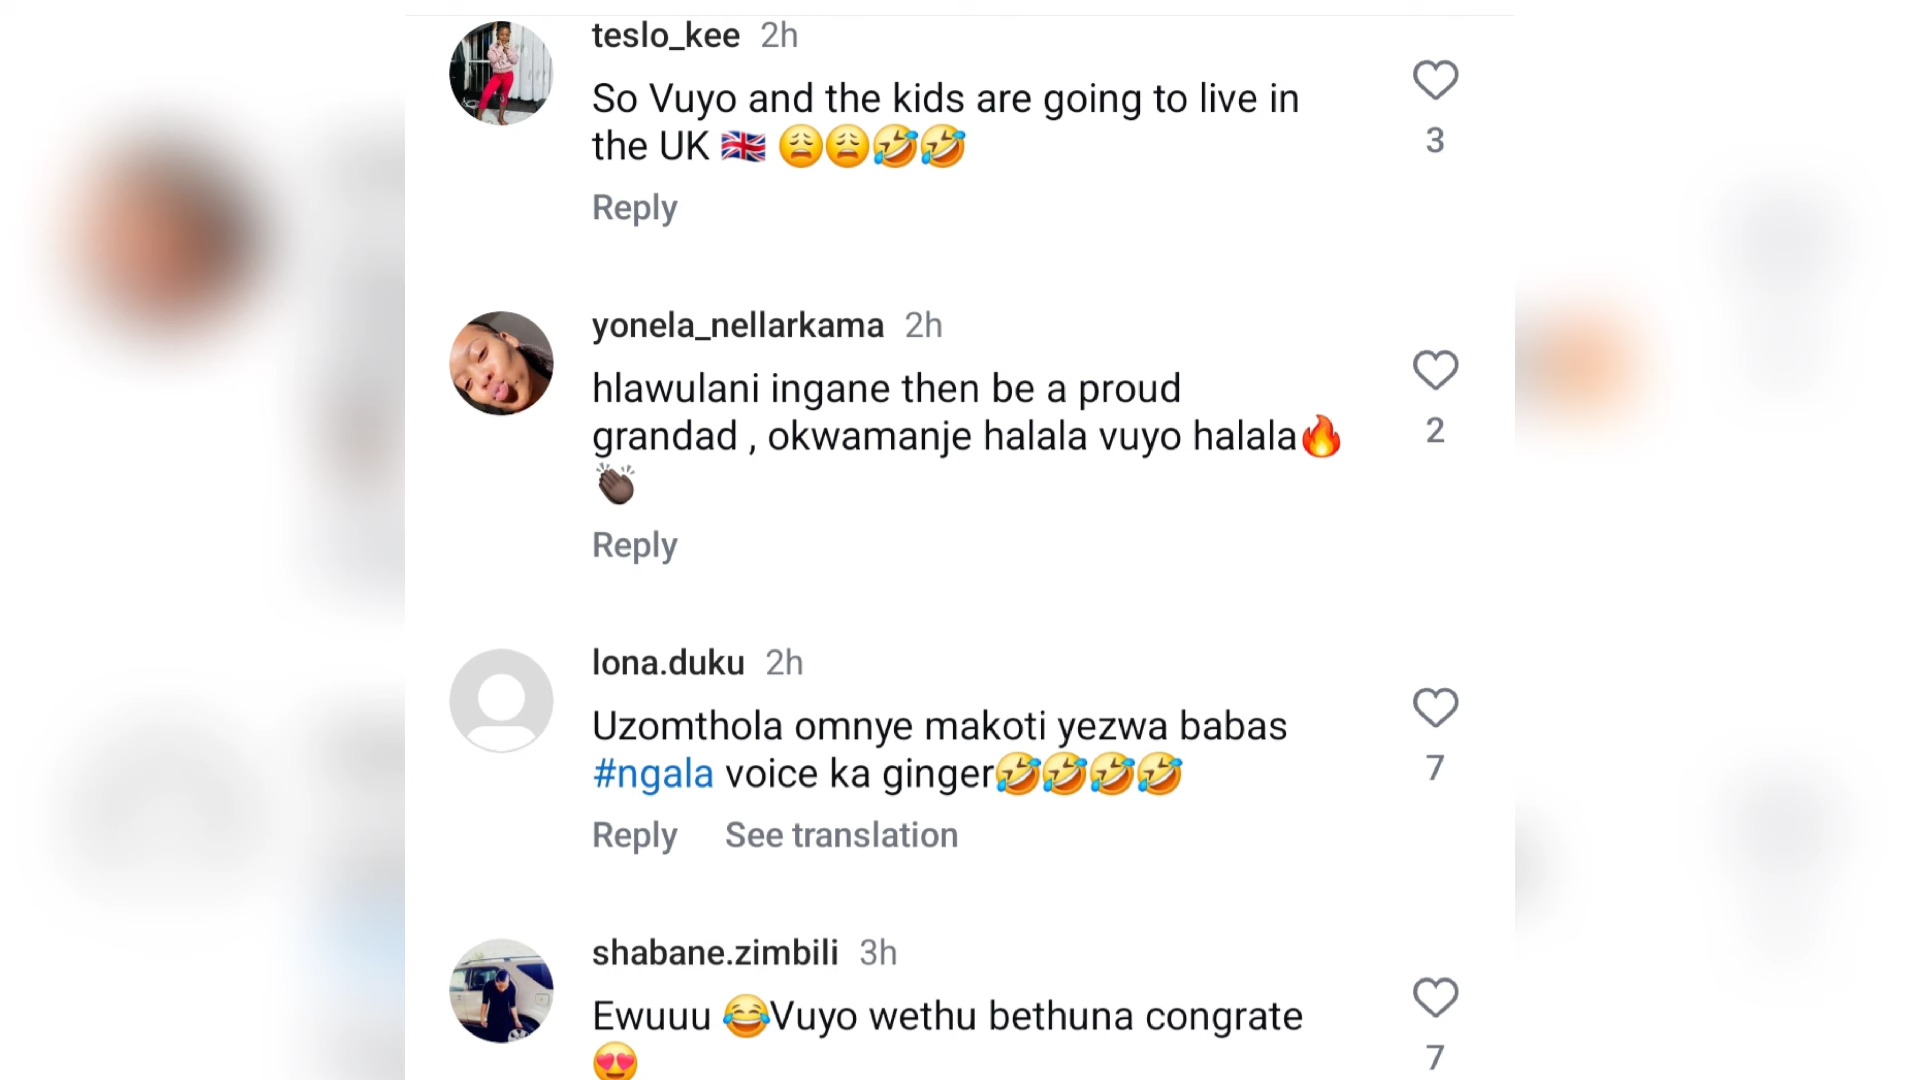 teslo_kee 2h
So Vuyo and the kids are going to live in
the UK 🇬🇧 😩😩🤣🤣
3
Reply
yonela_nellarkama 2h
hlawulani ingane then be a proud
grandad , okwamanje halala vuyo halala🔥
👏🏿
2
Reply
lona.duku 2h
Uzomthola omnye makoti yezwa babas
#ngala voice ka ginger🤣🤣🤣🤣
7
Reply See translation
shabane.zimbili 3h
Ewuuu 😂Vuyo wethu bethuna congrate
😍
7